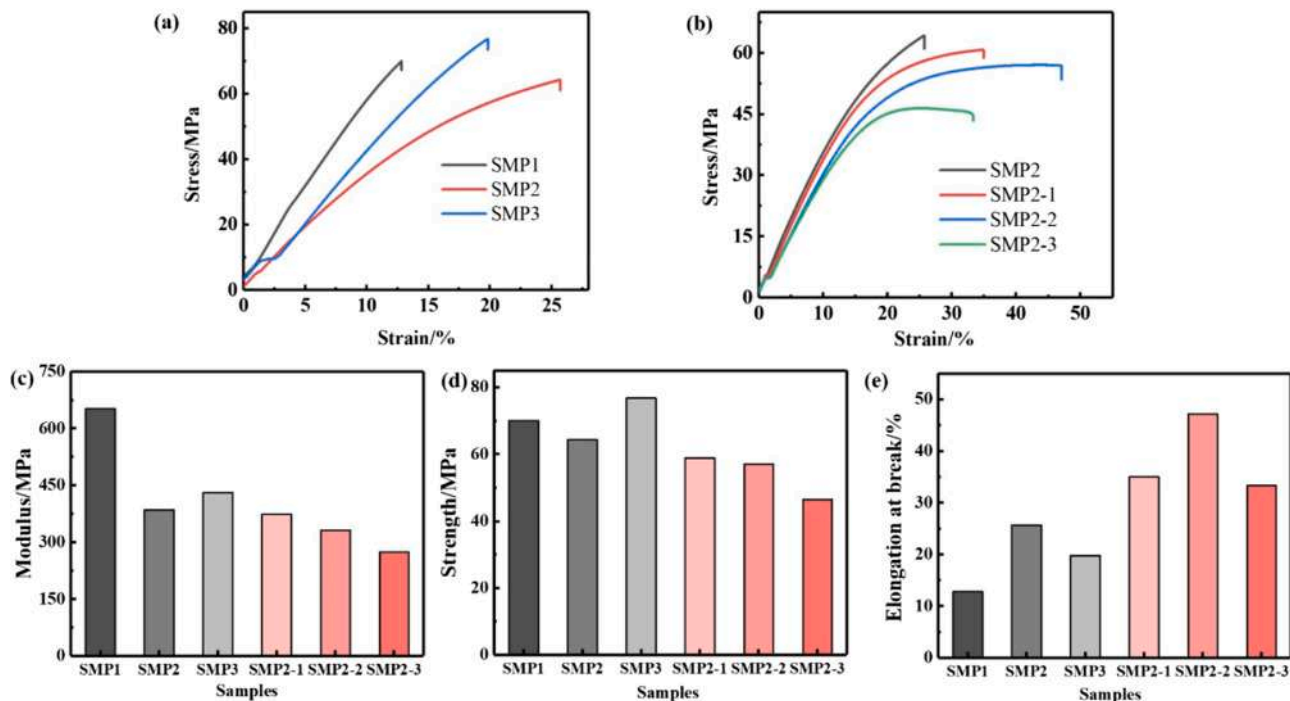 (a)
80
60
40
20
0
Stress/MPa
SMP1
SMP2
SMP3
0 5 10 15 20 25
Strain/%
(b)
60
45
30
15
0
Stress/MPa
SMP2
SMP2-1
SMP2-2
SMP2-3
0 10 20 30 40 50
Strain/%
(c)
750
600
450
300
150
0
Modulus/MPa
SMP1 SMP2 SMP3 SMP2-1 SMP2-2 SMP2-3
Samples
(d)
80
60
40
20
0
Strength/MPa
SMP1 SMP2 SMP3 SMP2-1 SMP2-2 SMP2-3
Samples
(e)
50
40
30
20
10
0
Elongation at break/%
SMP1 SMP2 SMP3 SMP2-1 SMP2-2 SMP2-3
Samples